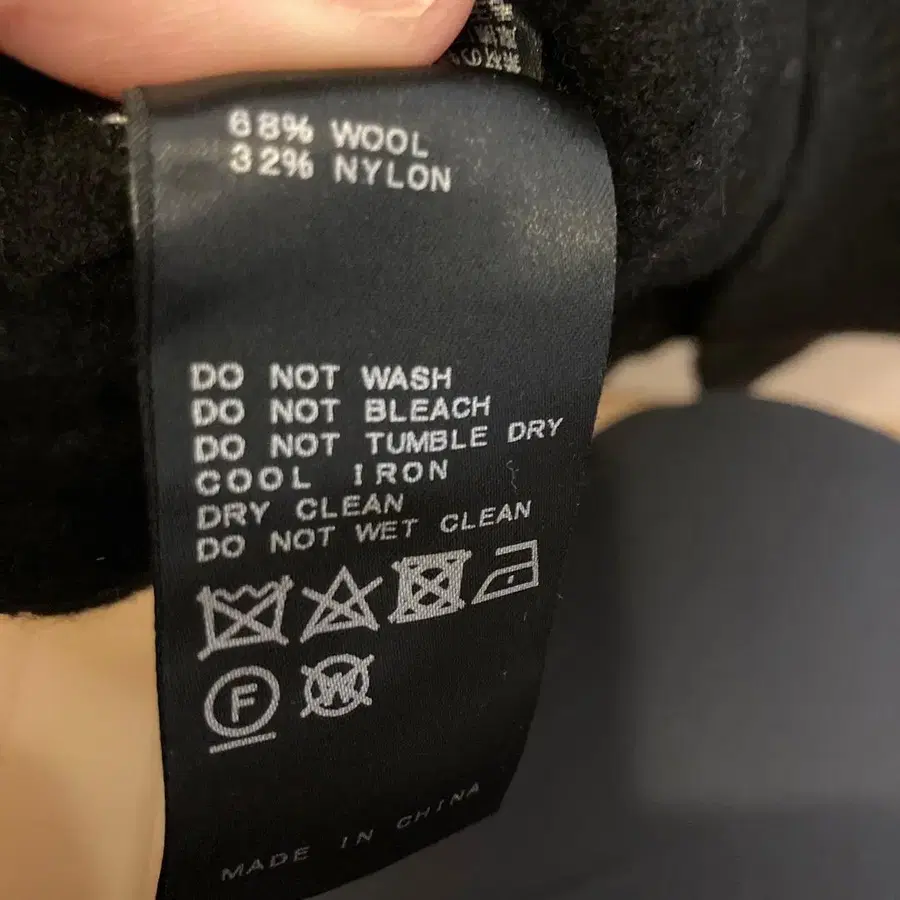 68% WOOL
32% NYLON
DO NOT WASH
DO NOT BLEACH
DO NOT TUMBLE DRY
COOL IRON
DRY CLEAN
DO NOT WET CLEAN
F
W
MADE IN CHINA